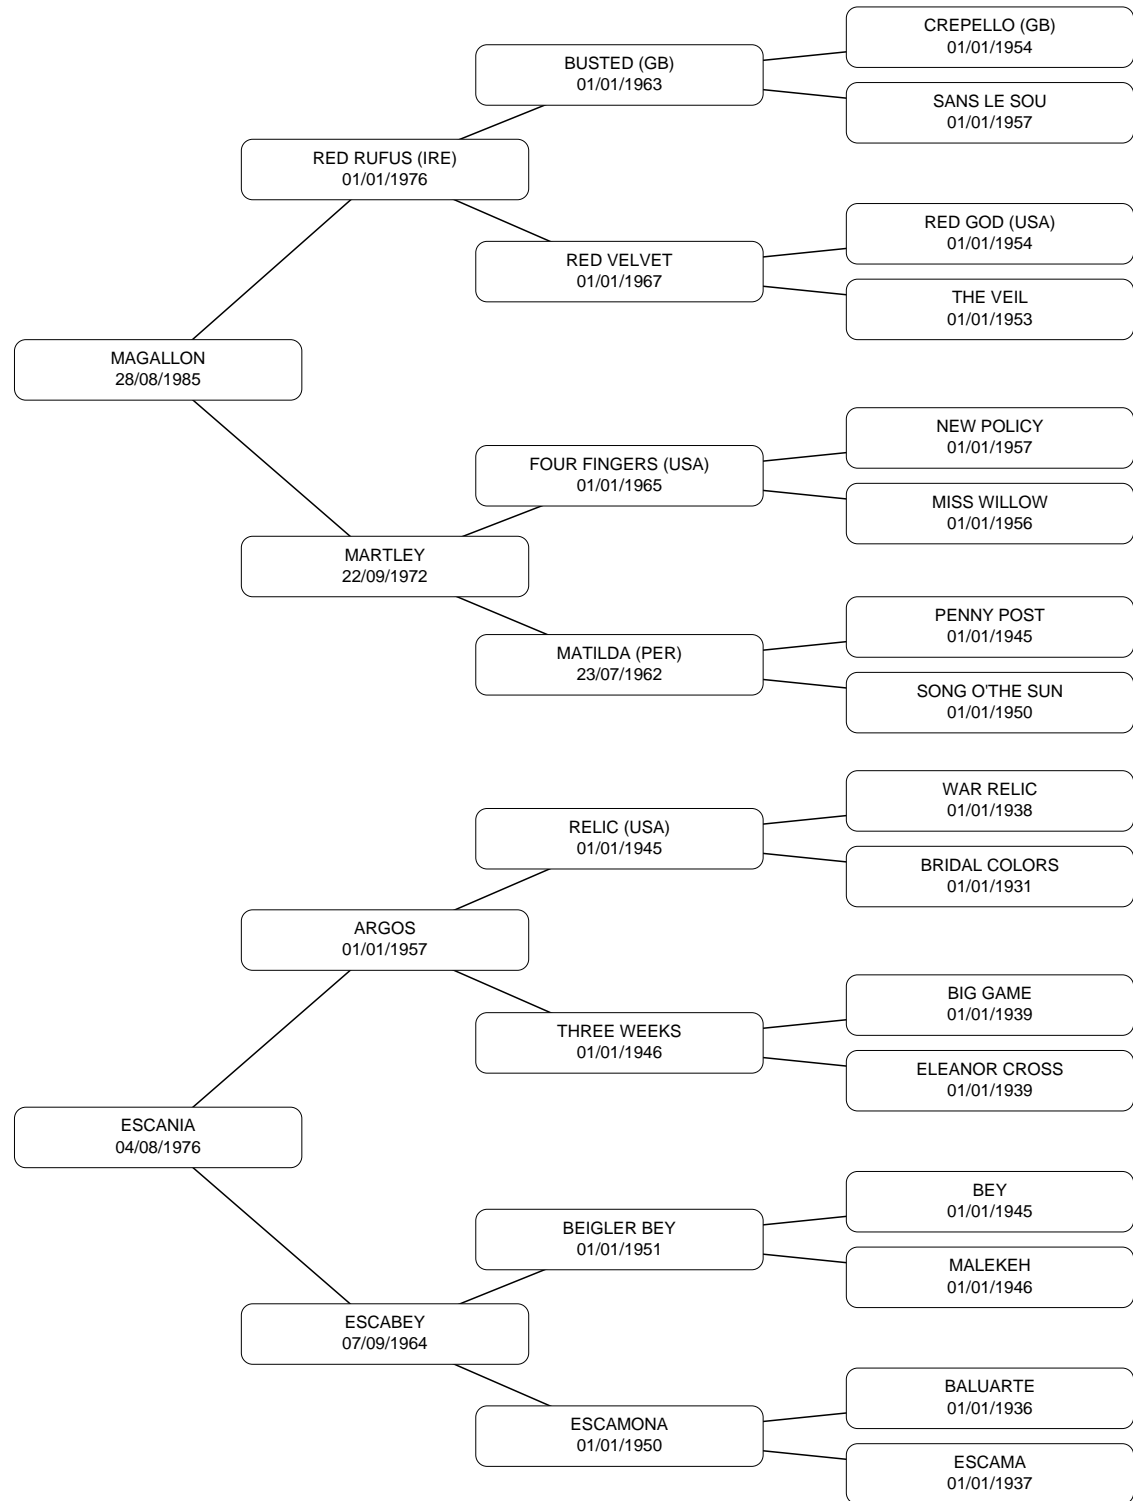 CREPELLO (GB)
01/01/1954
BUSTED (GB)
01/01/1963
SANS LE SOU
01/01/1957
RED RUFUS (IRE)
01/01/1976
RED GOD (USA)
01/01/1954
RED VELVET
01/01/1967
THE VEIL
01/01/1953
MAGALLON
28/08/1985
NEW POLICY
01/01/1957
FOUR FINGERS (USA)
01/01/1965
MISS WILLOW
01/01/1956
MARTLEY
22/09/1972
PENNY POST
01/01/1945
MATILDA (PER)
23/07/1962
SONG O'THE SUN
01/01/1950
WAR RELIC
01/01/1938
RELIC (USA)
01/01/1945
BRIDAL COLORS
01/01/1931
ARGOS
01/01/1957
BIG GAME
01/01/1939
THREE WEEKS
01/01/1946
ELEANOR CROSS
01/01/1939
ESCANIA
04/08/1976
BEY
01/01/1945
BEIGLER BEY
01/01/1951
MALEKEH
01/01/1946
ESCABEY
07/09/1964
BALUARTE
01/01/1936
ESCAMONA
01/01/1950
ESCAMA
01/01/1937